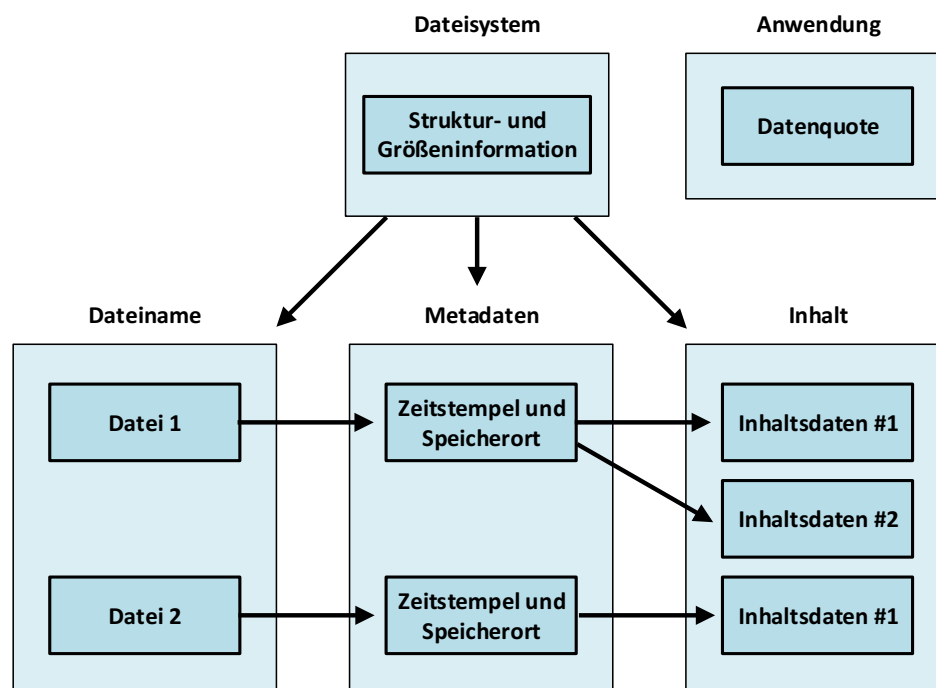 Dateisystem
Anwendung
Struktur- und
Größeninformation
Datenquote
Dateiname
Metadaten
Inhalt
Datei 1
Zeitstempel und
Speicherort
Inhaltsdaten #1
Inhaltsdaten #2
Datei 2
Zeitstempel und
Speicherort
Inhaltsdaten #1